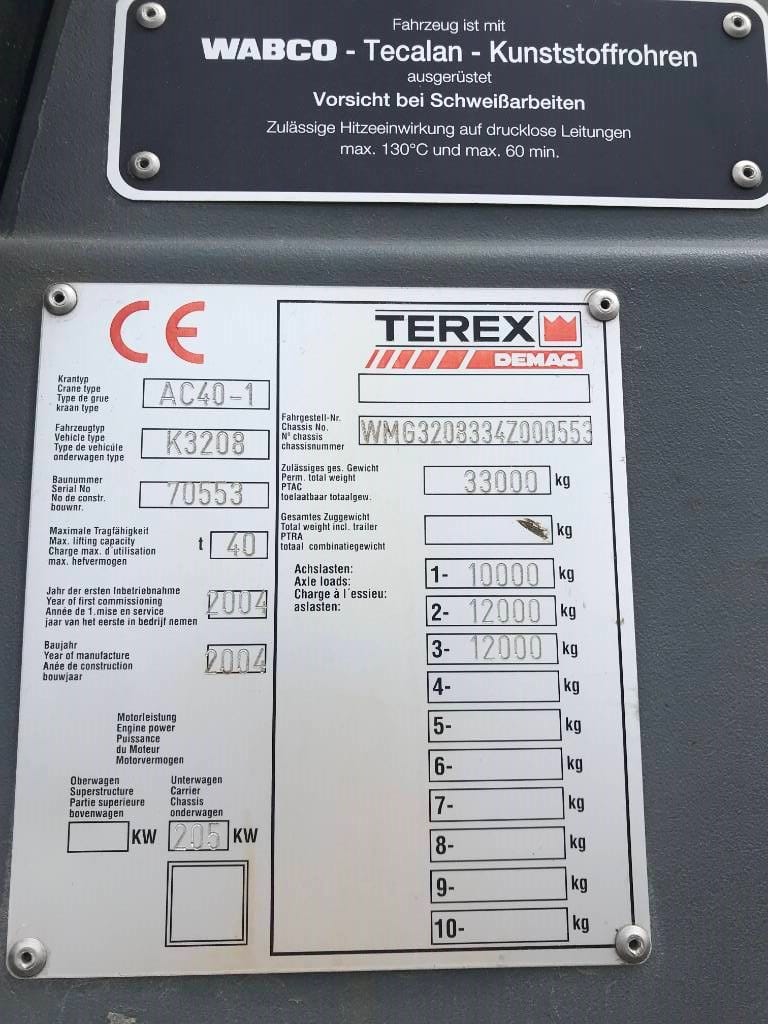 Fahrzeug ist mit
WABCO - Tecalan - Kunststoffrohren
ausgerüstet
Vorsicht bei Schweißarbeiten
Zulässige Hitzeeinwirkung auf drucklose Leitungen
max. 130°C und max. 60 min.
CE
Krantyp
Crane type
Type de grue
kraan type
AC40-1
Fahrzeugtyp
Vehicle type
Type de vehicule
onderwagen type
K3208
Baunummer
Serial No
No de constr.
bouwnr.
70553
Maximale Tragfähigkeit
Max. lifting capacity
Charge max. d'utilisation
max. hefvermogen
t 40
Jahr der ersten Inbetriebnahme
Year of first commissioning
Année de 1. mise en service
jaar van het eerste in bedrijf nemen
2004
Baujahr
Year of manufacture
Anée de construction
bouwjaar
2004
Motorleistung
Engine power
Puissance
du Moteur
Motorvermogen
Oberwagen
Superstructure
Partie superieure
bovenwagen
KW
Unterwagen
Carrier
Chassis
onderwagen
205 KW
TEREX
DEMAG
Fahrgestell-Nr.
Chassis No.
N° chassis
chassisnummer
WMG3208334Z000553
Zulässiges ges. Gewicht
Perm. total weight
PTAC
toelaatbaar totaalgew.
33000 kg
Gesamtes Zuggewicht
Total weight incl. trailer
PTRA
totaal combinatiegewicht
kg
Achslasten:
Axle loads:
Charge à l'essieu:
aslasten:
1- 10000 kg
2- 12000 kg
3- 12000 kg
4- kg
5- kg
6- kg
7- kg
8- kg
9- kg
10- kg